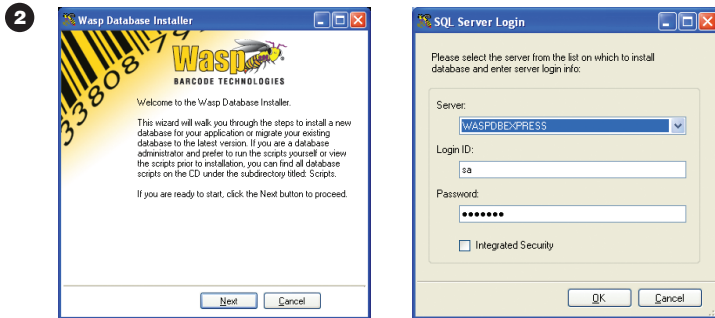 2
Wasp Database Installer
33808 74
Wasp
BARCODE TECHNOLOGIES
Welcome to the Wasp Database Installer.
This wizard will walk you through the steps to install a new
database for your application or migrate your existing
database to the latest version. If you are a database
administrator and prefer to run the scripts yourself or view
the scripts prior to installation, you can find all database
scripts on the CD under the subdirectory titled: Scripts.
If you are ready to start, click the Next button to proceed.
Next Cancel
SQL Server Login
Please select the server from the list on which to install
database and enter server login info:
Server:
WASPDBEXPRESS
Login ID:
sa
Password:
•••••••
Integrated Security
OK Cancel